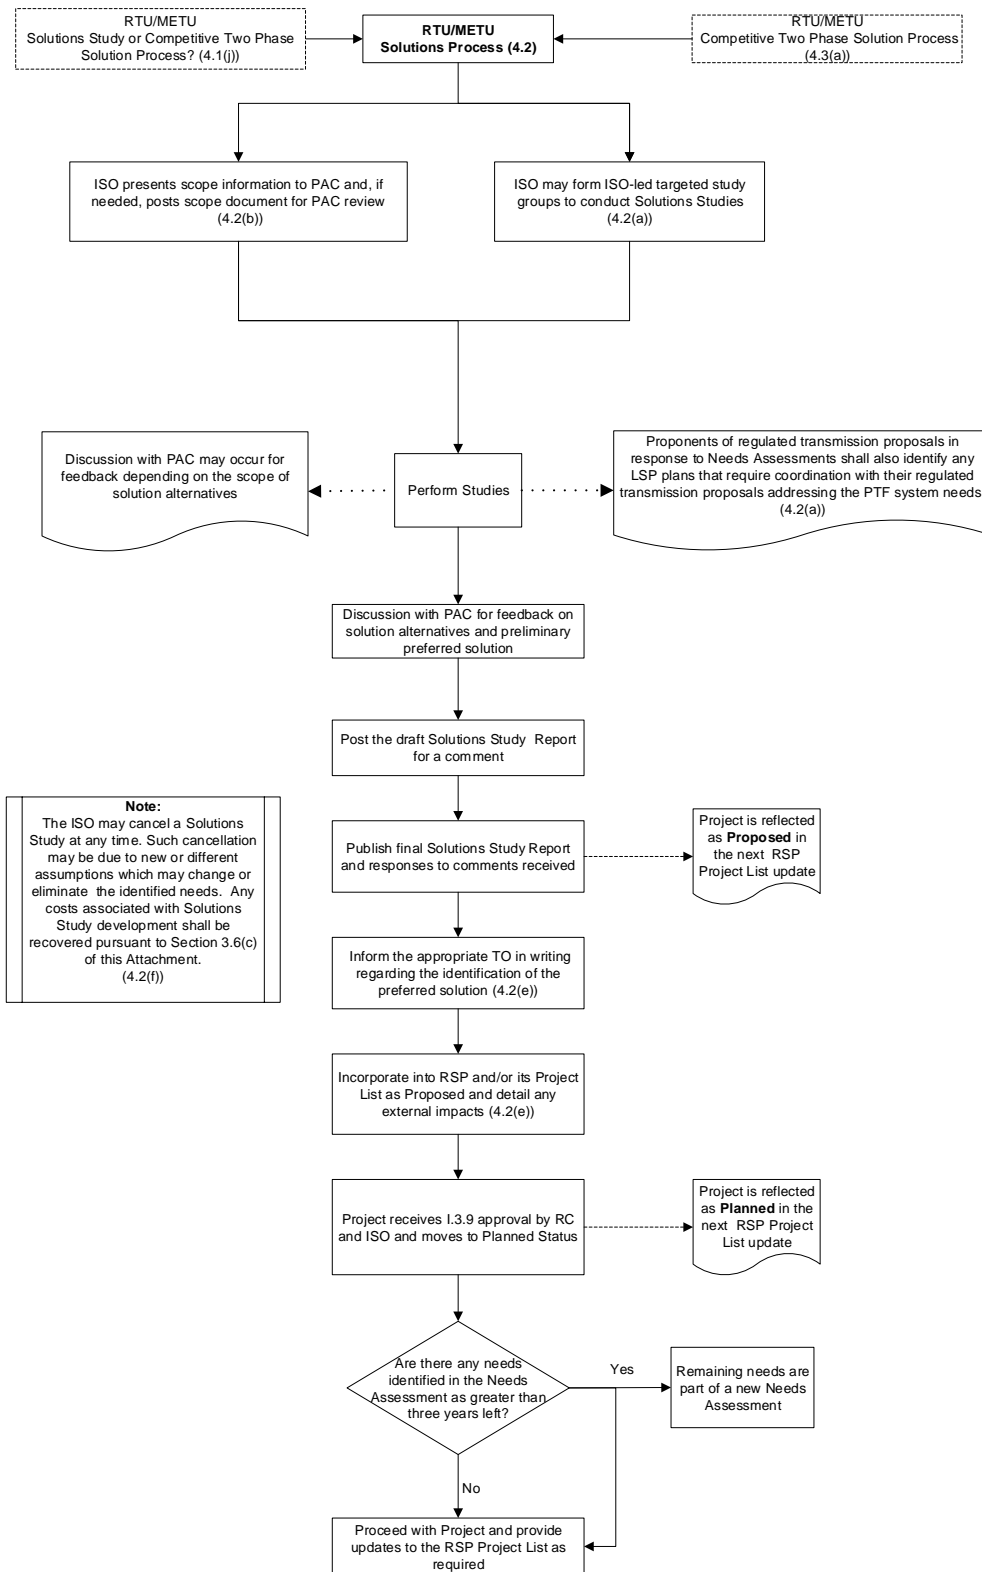 RTU/METU
Solutions Study or Competitive Two Phase
Solution Process? (4.1(j))
RTU/METU
Solutions Process (4.2)
RTU/METU
Competitive Two Phase Solution Process
(4.3(a))
ISO presents scope information to PAC and, if
needed, posts scope document for PAC review
(4.2(b))
ISO may form ISO-led targeted study
groups to conduct Solutions Studies
(4.2(a))
Discussion with PAC may occur for
feedback depending on the scope of
solution alternatives
Perform Studies
Proponents of regulated transmission proposals in
response to Needs Assessments shall also identify any
LSP plans that require coordination with their regulated
transmission proposals addressing the PTF system needs
(4.2(a))
Discussion with PAC for feedback on
solution alternatives and preliminary
preferred solution
Post the draft Solutions Study Report
for a comment
Note:
The ISO may cancel a Solutions
Study at any time. Such cancellation
may be due to new or different
assumptions which may change or
eliminate the identified needs. Any
costs associated with Solutions
Study development shall be
recovered pursuant to Section 3.6(c)
of this Attachment.
(4.2(f))
Publish final Solutions Study Report
and responses to comments received
Project is reflected
as Proposed in
the next RSP
Project List update
Inform the appropriate TO in writing
regarding the identification of the
preferred solution (4.2(e))
Incorporate into RSP and/or its Project
List as Proposed and detail any
external impacts (4.2(e))
Project receives I.3.9 approval by RC
and ISO and moves to Planned Status
Project is reflected
as Planned in the
next RSP Project
List update
Are there any needs
identified in the Needs
Assessment as greater than
three years left?
Yes
Remaining needs are
part of a new Needs
Assessment
No
Proceed with Project and provide
updates to the RSP Project List as
required